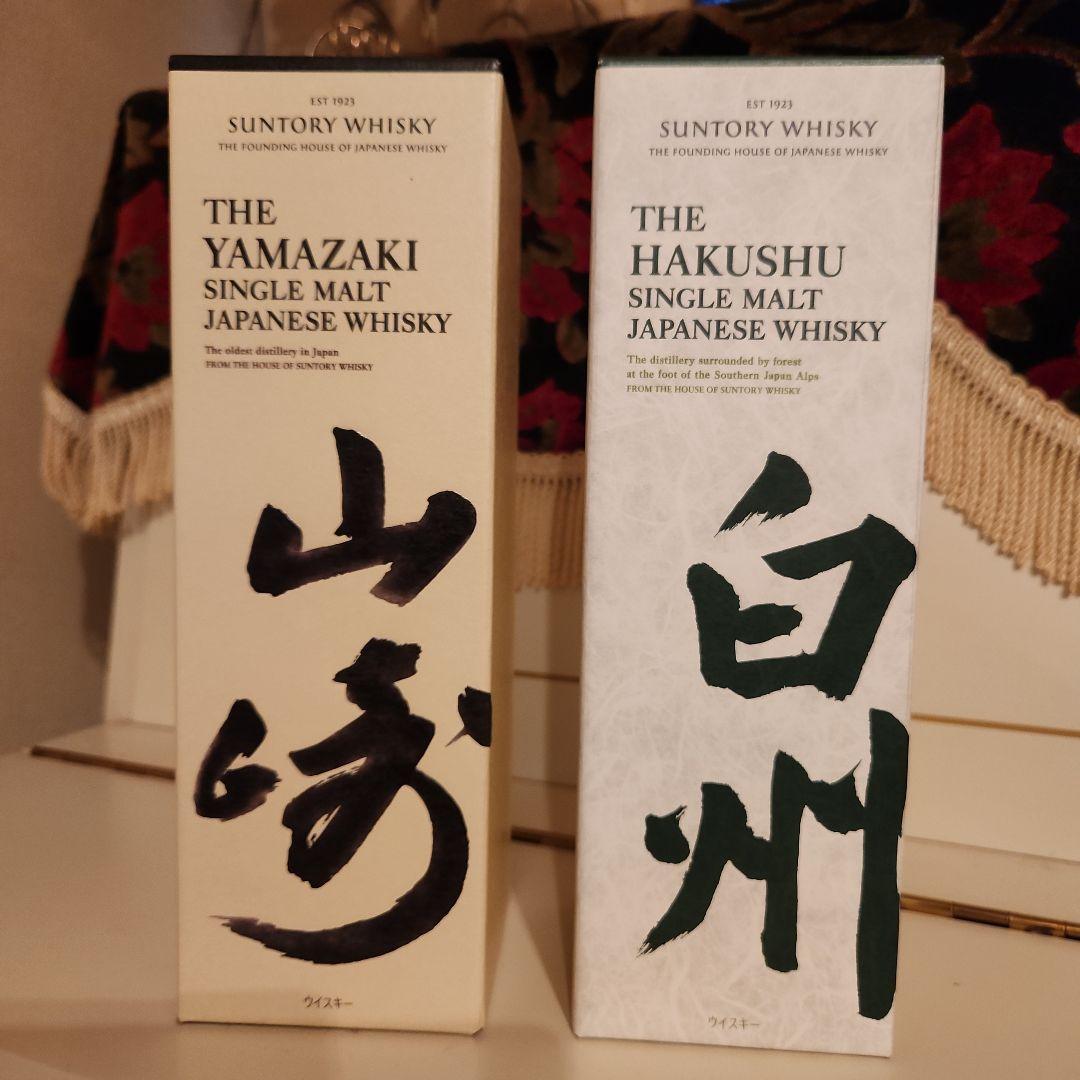 EST 1923
SUNTORY WHISKY
THE FOUNDING HOUSE OF JAPANESE WHISKY
THE
YAMAZAKI
SINGLE MALT
JAPANESE WHISKY
The oldest distillery in Japan
FROM THE HOUSE OF SUNTORY WHISKY
山
崎
ウイスキー
EST 1923
SUNTORY WHISKY
THE FOUNDING HOUSE OF JAPANESE WHISKY
THE
HAKUSHU
SINGLE MALT
JAPANESE WHISKY
The distillery surrounded by forest
at the foot of the Southern Japan Alps
FROM THE HOUSE OF SUNTORY WHISKY
白
州
ウイスキー